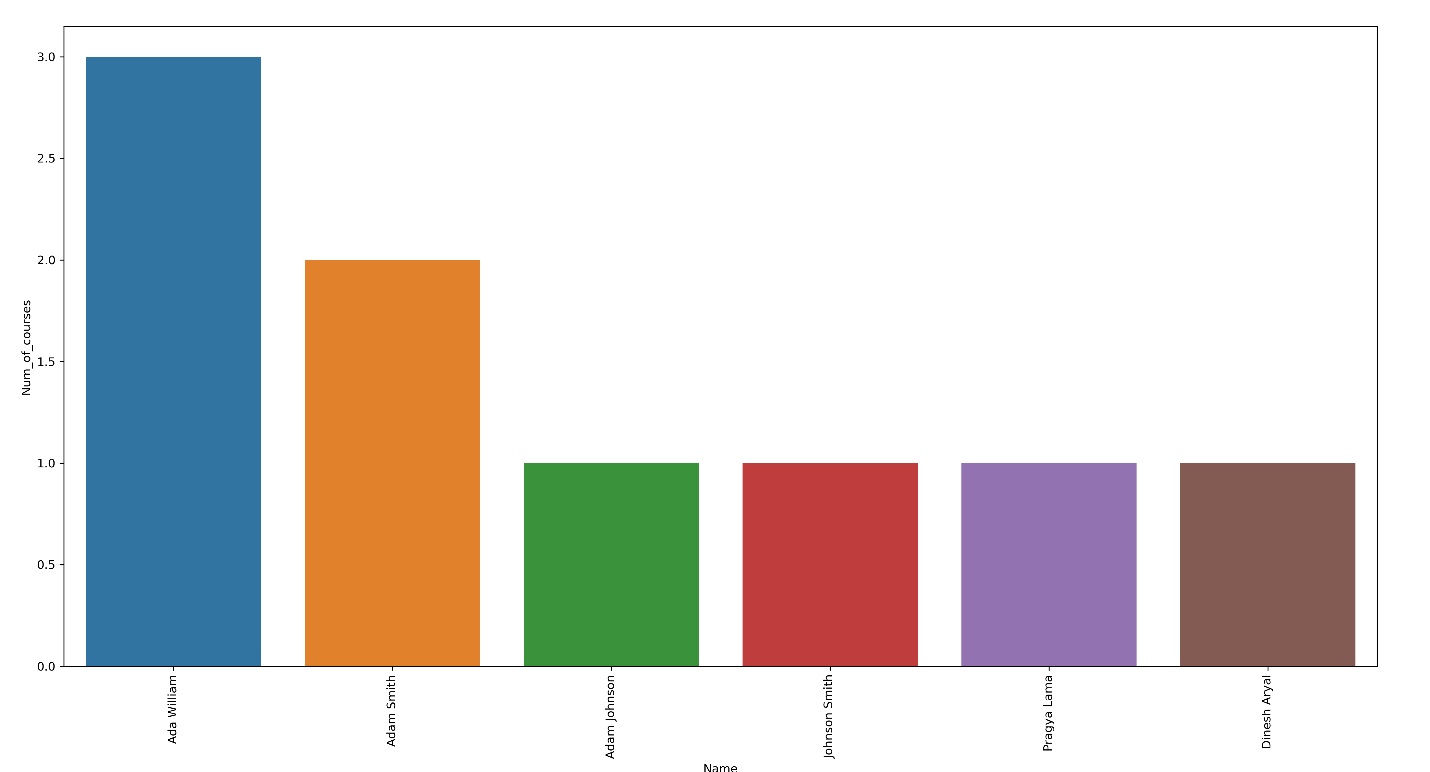 3.0
2.5
2.0
1.5
1.0
0.5
0.0
Num_of_courses
Ada William
Adam Smith
Adam Johnson
Johnson Smith
Pragya Lama
Dinesh Aryal
Name